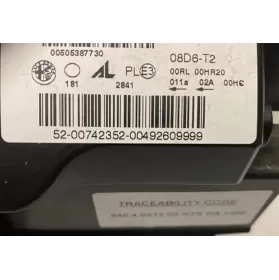 00505387730
08D6-T2
AL PLE3 00RL 00HR20
181 2841 011a 02A 00HC
52-00742352-00492609999
TRACEABILITY CODE